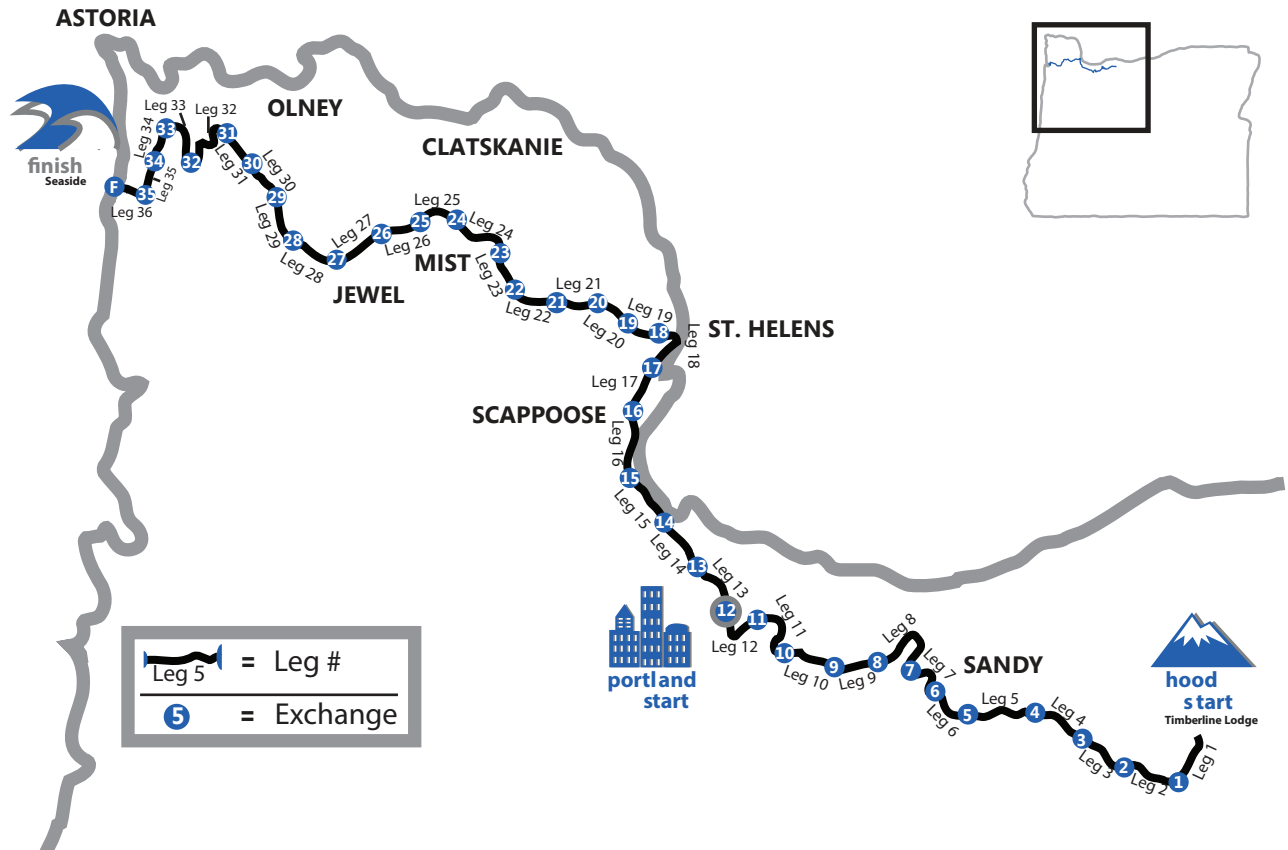 ASTORIA
OLNEY
CLATSKANIE
finish
Seaside
Leg 36
F
35
Leg 35
34
Leg 34
33
Leg 33
32
Leg 32
31
Leg 31
30
Leg 30
29
Leg 29
28
Leg 28
27
JEWEL
Leg 27
26
Leg 26
25
Leg 25
24
MIST
Leg 24
23
Leg 23
22
Leg 22
21
Leg 21
20
Leg 20
19
Leg 19
18
Leg 18
ST. HELENS
17
Leg 17
SCAPPOOSE
16
Leg 16
15
Leg 15
14
Leg 14
13
Leg 13
12
portland
start
Leg 12
11
Leg 11
10
Leg 10
9
Leg 9
8
Leg 8
7
Leg 7
SANDY
6
Leg 6
5
Leg 5
4
Leg 4
3
Leg 3
2
Leg 2
1
Leg 1
hood
start
Timberline Lodge
Leg 5 = Leg #
5 = Exchange